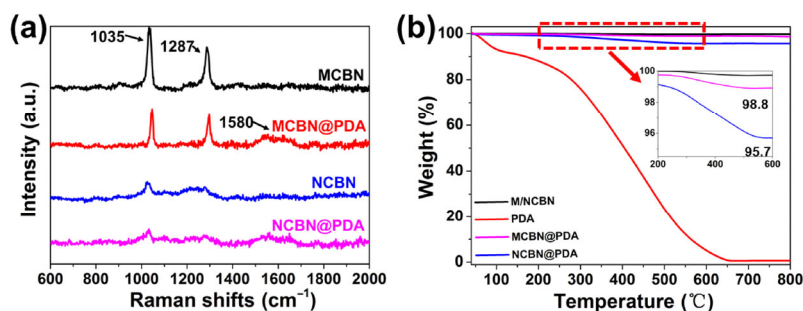 (a)
1035
1287
MCBN
MCBN@PDA
1580
NCBN
NCBN@PDA
Intensity (a.u.)
600 800 1000 1200 1400 1600 1800 2000
Raman shifts (cm⁻¹)
(b)
100
80
60
40
20
0
Weight (%)
100
98
96
98.8
95.7
200 400 600
M/NCBN
PDA
MCBN@PDA
NCBN@PDA
100 200 300 400 500 600 700 800
Temperature (℃)